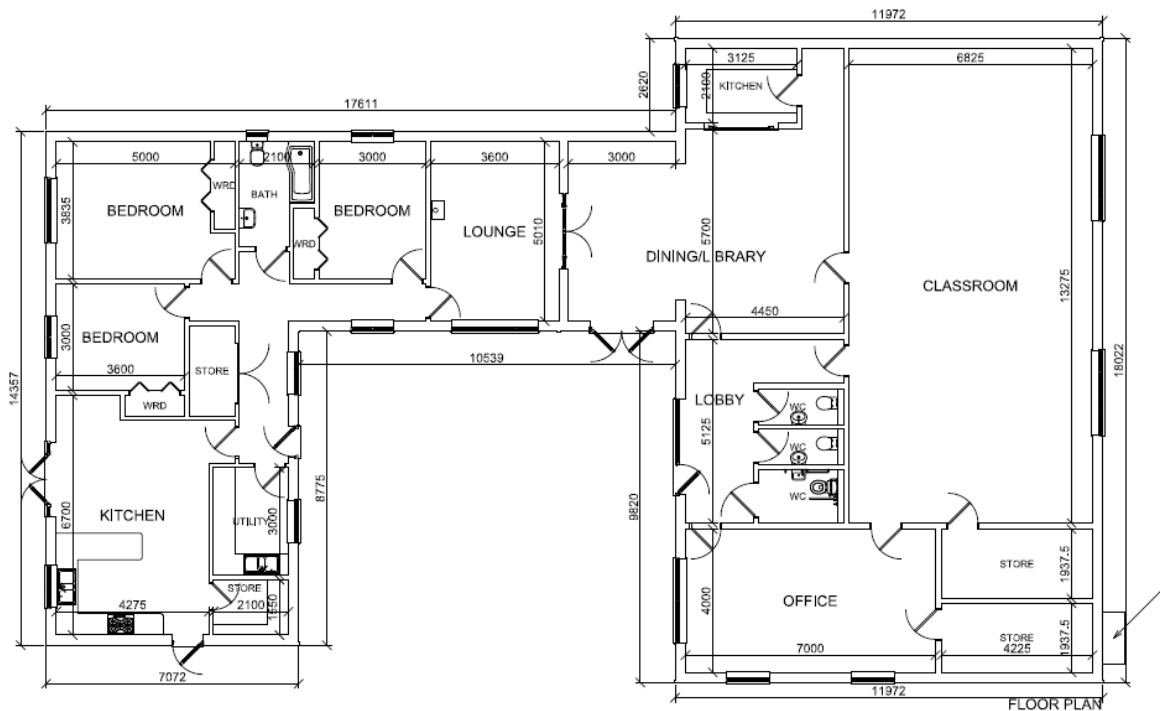 11972
3125
6825
2620
2100
KITCHEN
17611
5000
2100
3000
3600
3000
WRD
BATH
3835
BEDROOM
BEDROOM
LOUNGE
5010
WRD
5700
DINING/LIBRARY
CLASSROOM
13275
4450
3000
BEDROOM
3600
STORE
WRD
10539
14357
18022
LOBBY
5125
WC
WC
WC
8775
9820
6700
KITCHEN
UTILITY
3000
STORE
4275
2100
1550
7072
4000
OFFICE
7000
STORE
1937.5
STORE
4225
1937.5
11972
FLOOR PLAN